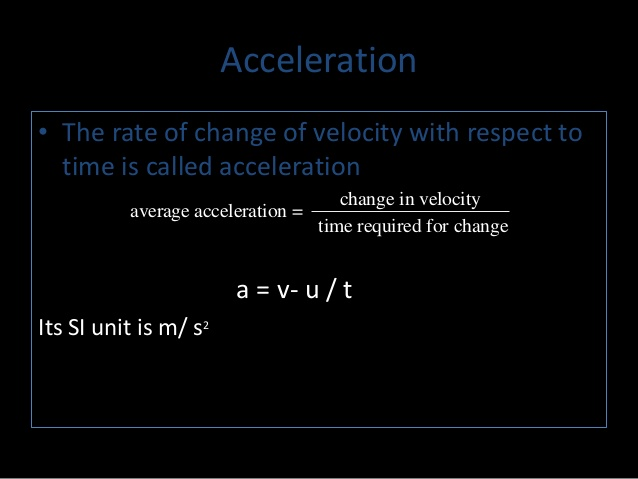 Acceleration
• The rate of change of velocity with respect to
time is called acceleration
average acceleration = change in velocity
time required for change
a = v- u / t
Its SI unit is m/ s²